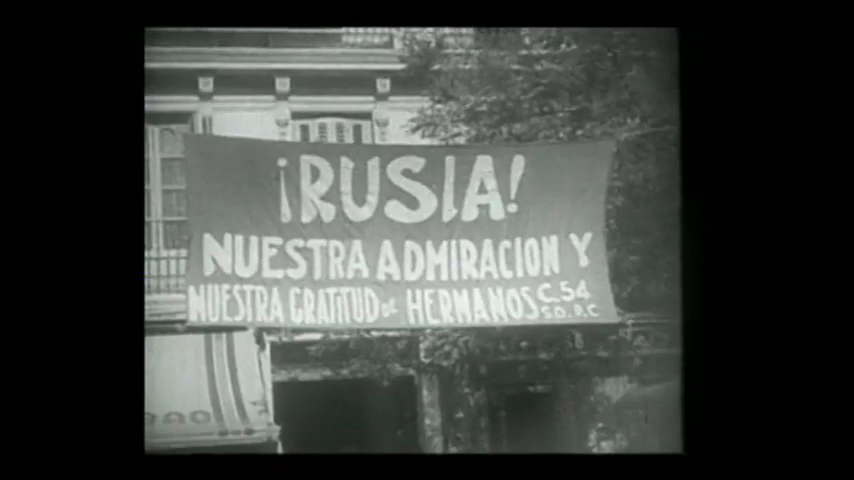 ¡RUSIA!
NUESTRA ADMIRACION Y
NUESTRA GRATITUD de HERMANOS C.54
S.O. P.C